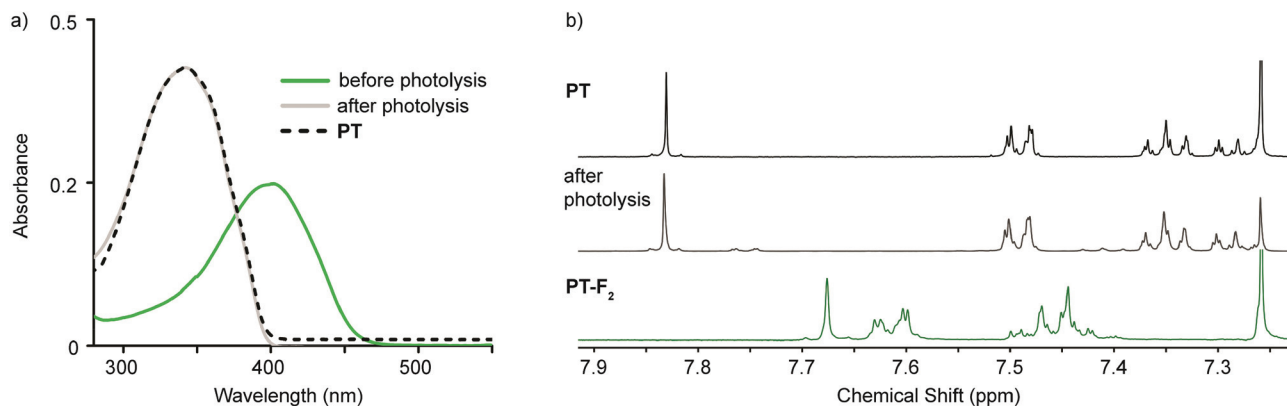 a)
0.5
0.2
0
Absorbance
300
400
500
Wavelength (nm)
before photolysis
after photolysis
PT
b)
PT
after
photolysis
PT-F₂
7.9
7.8
7.7
7.6
7.5
7.4
7.3
Chemical Shift (ppm)